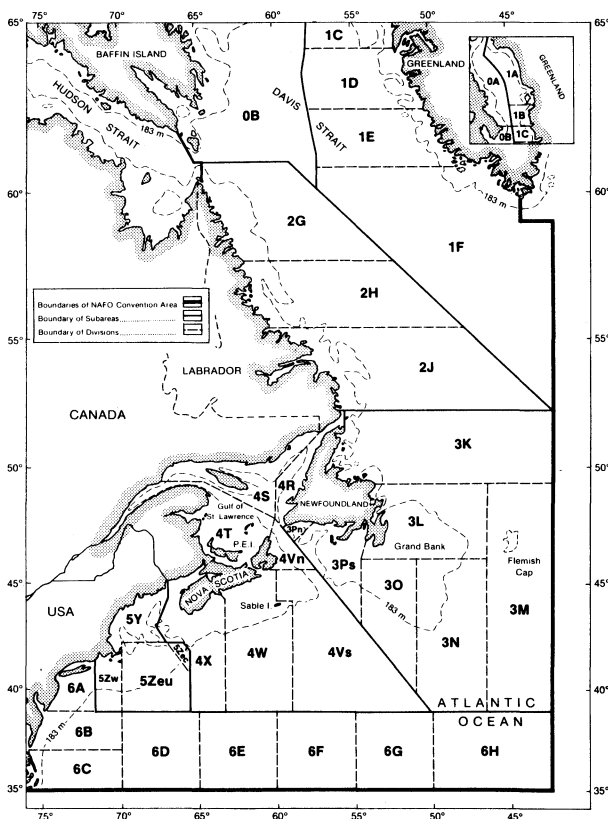 75° 70° 65° 60° 55° 50° 45°
65°
60°
55°
50°
45°
40°
35°
BAFFIN ISLAND
HUDSON
STRAIT
183 m
0B
DAVIS
STRAIT
1C
1D
1E
GREENLAND
183 m
0A
1A
GREENLAND
1B
0B
1C
65°
60°
55°
50°
45°
40°
35°
2G
1F
2H
2J
Boundaries of NAFO Convention Area
Boundary of Subareas
Boundary of Divisions
LABRADOR
CANADA
3K
4R
4S
Gulf of
St. Lawrence
NEWFOUNDLAND
4T
P.E.I.
3Pn
3L
Grand Bank
4Vn
3Ps
Flemish
Cap
NOVA SCOTIA
3O
183 m
3M
USA
Sable I.
5Y
5Zec
4X
4W
4Vs
3N
6A
5Zw
5Zeu
ATLANTIC
OCEAN
183 m
6B
6C
6D
6E
6F
6G
6H
75° 70° 65° 60° 55° 50° 45°